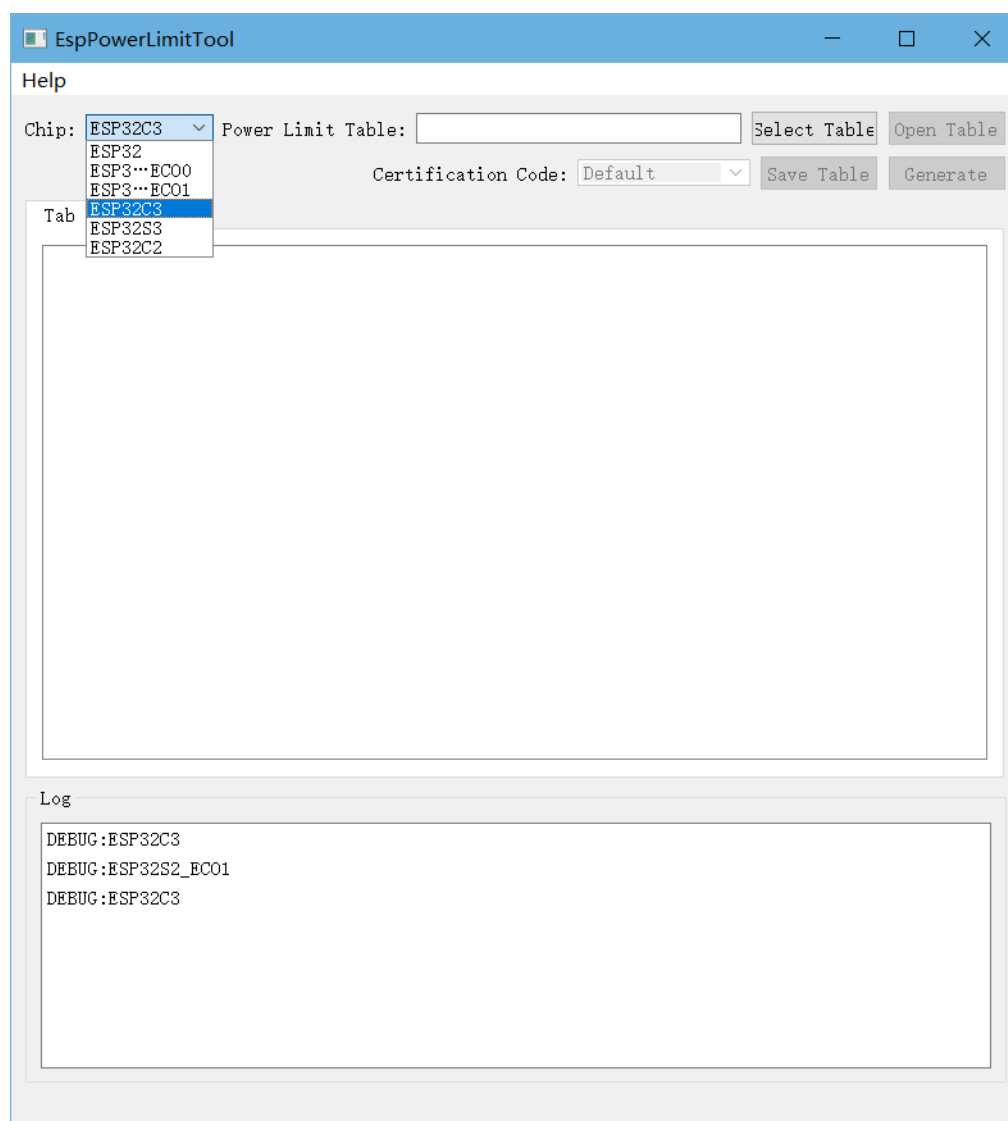 EspPowerLimitTool
Help
Chip: ESP32C3 Power Limit Table: Select Table Open Table
ESP32
ESP3···ECO0
ESP3···ECO1
ESP32C3
ESP32S3
ESP32C2
Certification Code: Default Save Table Generate
Tab
Log
DEBUG:ESP32C3
DEBUG:ESP32S2_ECO1
DEBUG:ESP32C3